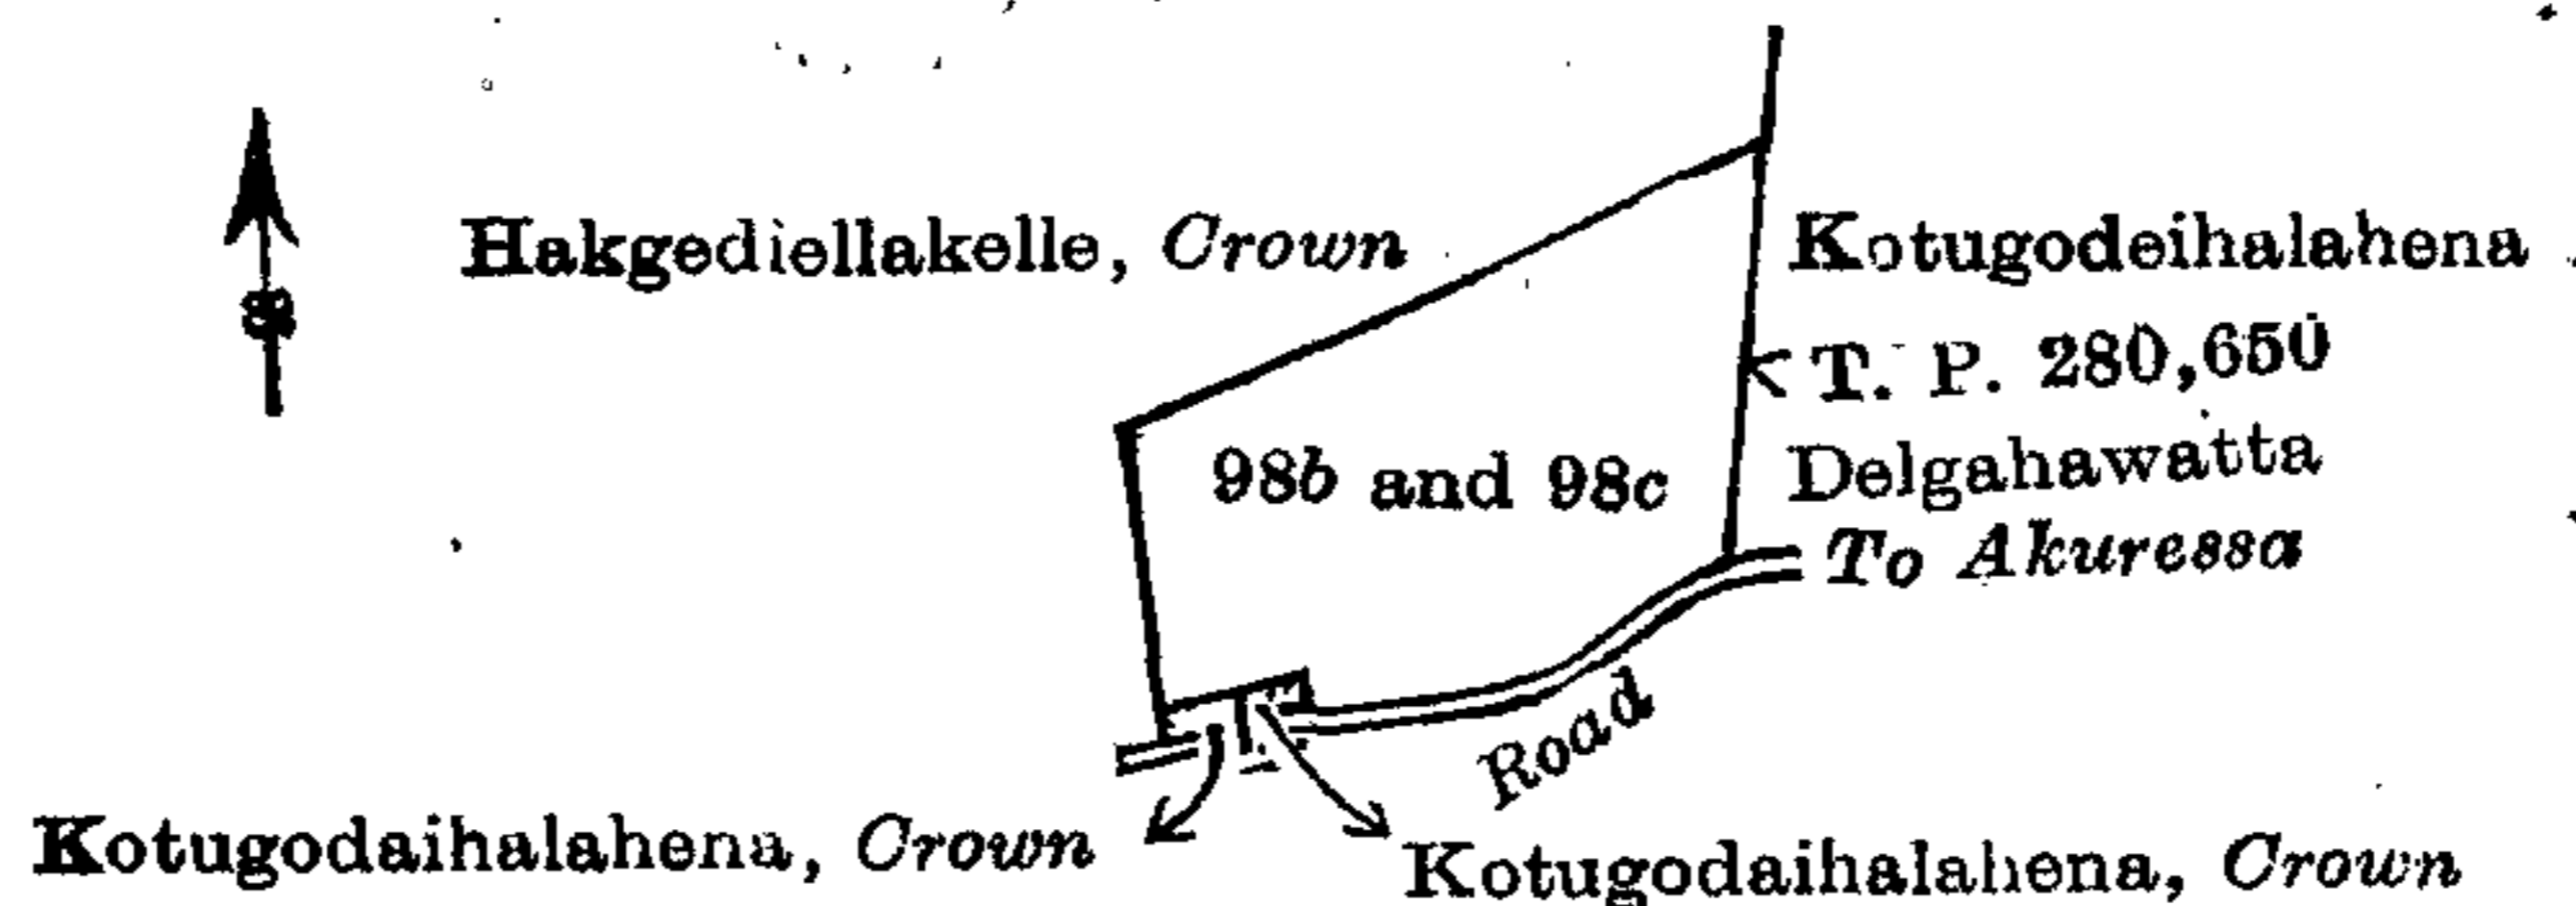 Hakgediellakelle, Crown
Kotugodeihalahena
T. P. 280,650
Delgahawatta
98b and 98c
To Akuressa
Road
Kotugodaihalahena, Crown
Kotugodaihalahena, Crown